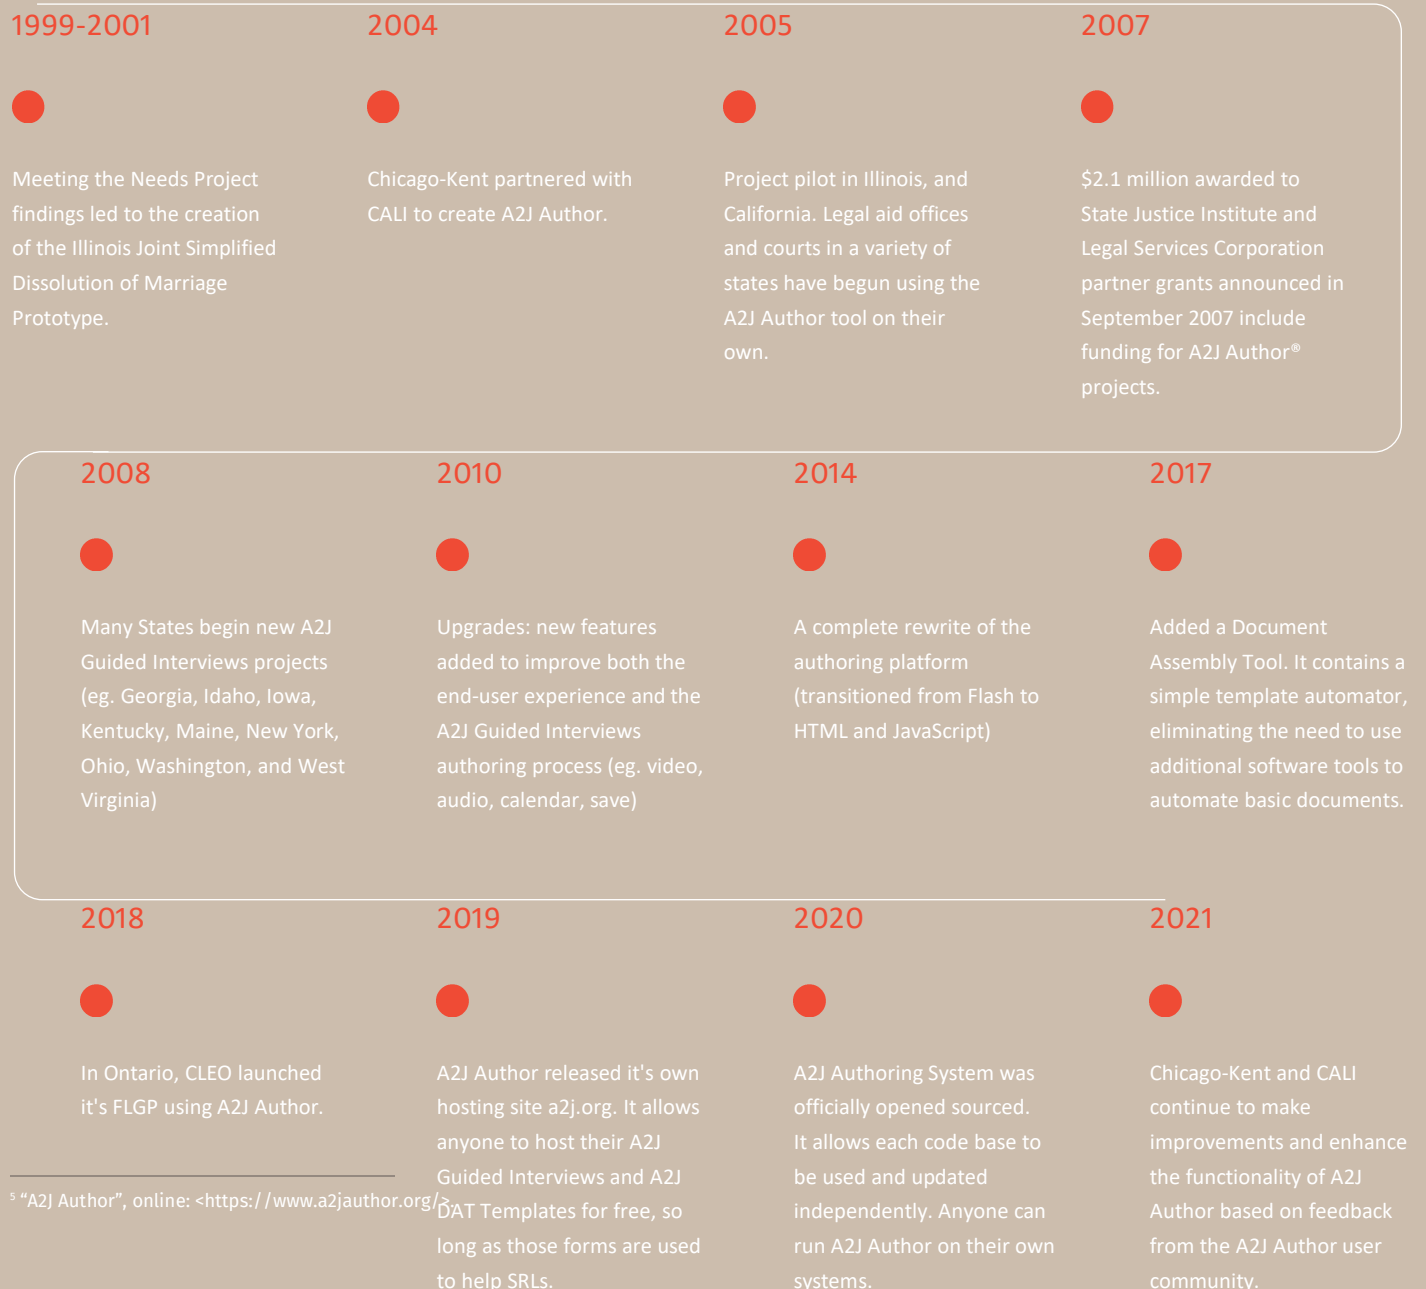 1999-2001
Meeting the Needs Project
findings led to the creation
of the Illinois Joint Simplified
Dissolution of Marriage
Prototype.
2004
Chicago-Kent partnered with
CALI to create A2J Author.
2005
Project pilot in Illinois, and
California. Legal aid offices
and courts in a variety of
states have begun using the
A2J Author tool on their
own.
2007
$2.1 million awarded to
State Justice Institute and
Legal Services Corporation
partner grants announced in
September 2007 include
funding for A2J Author®
projects.
2008
Many States begin new A2J
Guided Interviews projects
(eg. Georgia, Idaho, Iowa,
Kentucky, Maine, New York,
Ohio, Washington, and West
Virginia)
2010
Upgrades: new features
added to improve both the
end-user experience and the
A2J Guided Interviews
authoring process (eg. video,
audio, calendar, save)
2014
A complete rewrite of the
authoring platform
(transitioned from Flash to
HTML and JavaScript)
2017
Added a Document
Assembly Tool. It contains a
simple template automator,
eliminating the need to use
additional software tools to
automate basic documents.
2018
In Ontario, CLEO launched
it's FLGP using A2J Author.
2019
A2J Author released it's own
hosting site a2j.org. It allows
anyone to host their A2J
Guided Interviews and A2J
DAT Templates for free, so
long as those forms are used
to help SRLs.
2020
A2J Authoring System was
officially opened sourced.
It allows each code base to
be used and updated
independently. Anyone can
run A2J Author on their own
systems.
2021
Chicago-Kent and CALI
continue to make
improvements and enhance
the functionality of A2J
Author based on feedback
from the A2J Author user
community.
5 “A2J Author”, online: <https://www.a2jauthor.org/>.